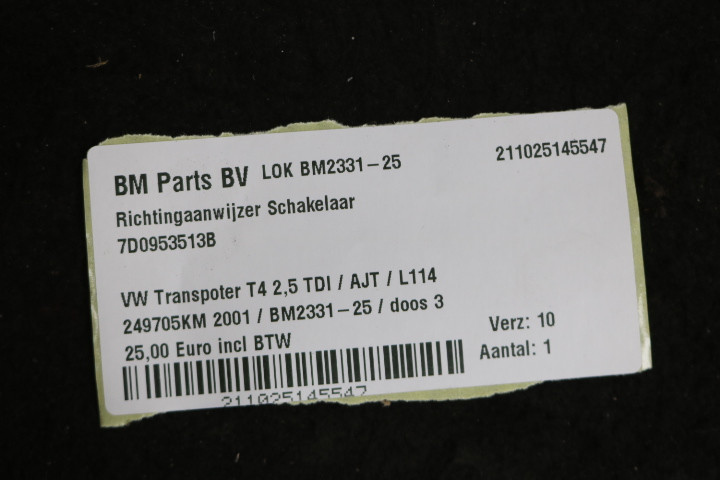 BM Parts BV LOK BM2331-25 211025145547
Richtingaanwijzer Schakelaar
7D0953513B
VW Transpoter T4 2,5 TDI / AJT / L114
249705KM 2001 / BM2331-25 / doos 3
25,00 Euro incl BTW
Verz: 10
Aantal: 1
211025145547